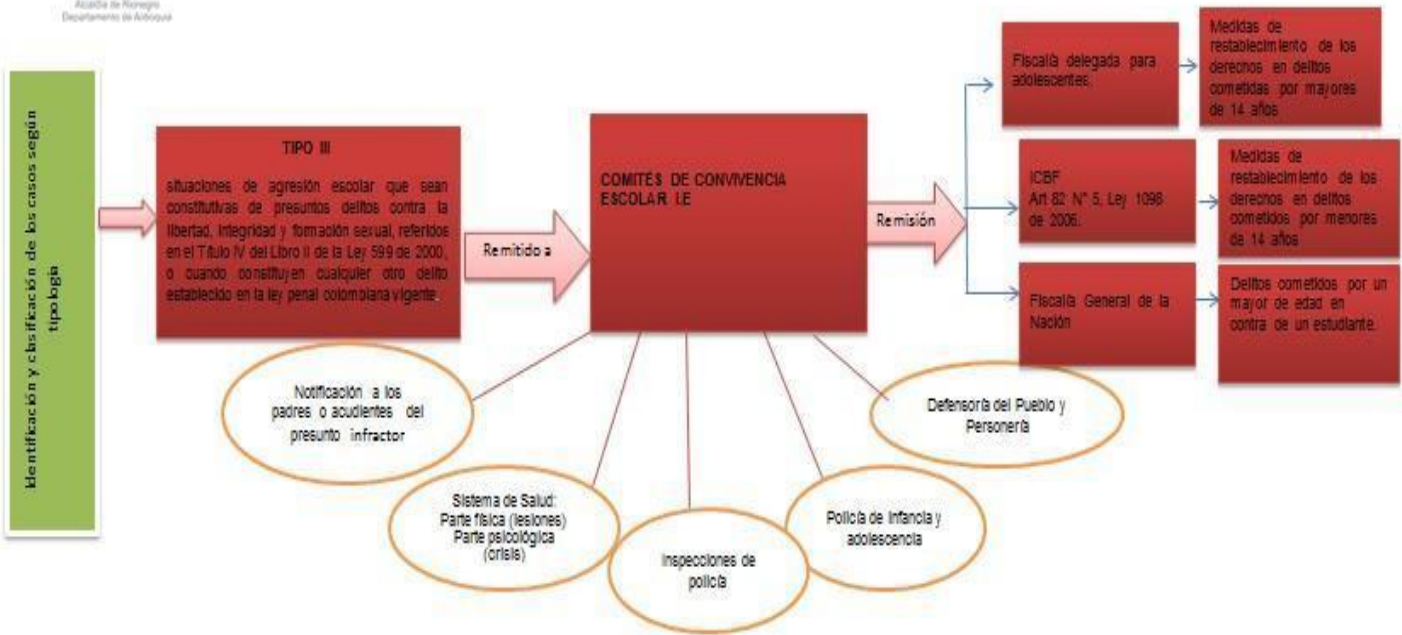 Alcaldía de Rionegro
Departamento de Antioquia
Identificación y clasificación de los casos según
tipología
TIPO III
situaciones de agresión escolar que sean
constitutivas de presuntos delitos contra la
libertad, integridad y formación sexual, referidos
en el Título IV del Libro II de la Ley 599 de 2000,
o cuando constituyen cualquier otro delito
establecido en la ley penal colombiana vigente.
Remitido a
COMITÉS DE CONVIVENCIA
ESCOLAR I.E
Remisión
Fiscalía delegada para
adolescentes.
Medidas de
restablecimiento de los
derechos en delitos
cometidas por mayores
de 14 años
ICBF
Art 82 N° 5, Ley 1098
de 2006.
Medidas de
restablecimiento de los
derechos en delitos
cometidos por menores
de 14 años
Fiscalía General de la
Nación
Delitos cometidos por un
mayor de edad en
contra de un estudiante.
Notificación a los
padres o acudientes del
presunto infractor
Sistema de Salud:
Parte física (lesiones)
Parte psicológica
(crisis)
Inspecciones de
policía
Policía de Infancia y
adolescencia
Defensoría del Pueblo y
Personería